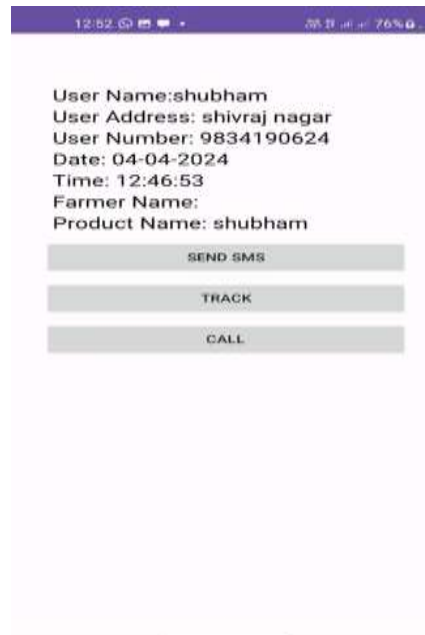 12:52
76%
User Name:shubham
User Address: shivraj nagar
User Number: 9834190624
Date: 04-04-2024
Time: 12:46:53
Farmer Name:
Product Name: shubham
SEND SMS
TRACK
CALL